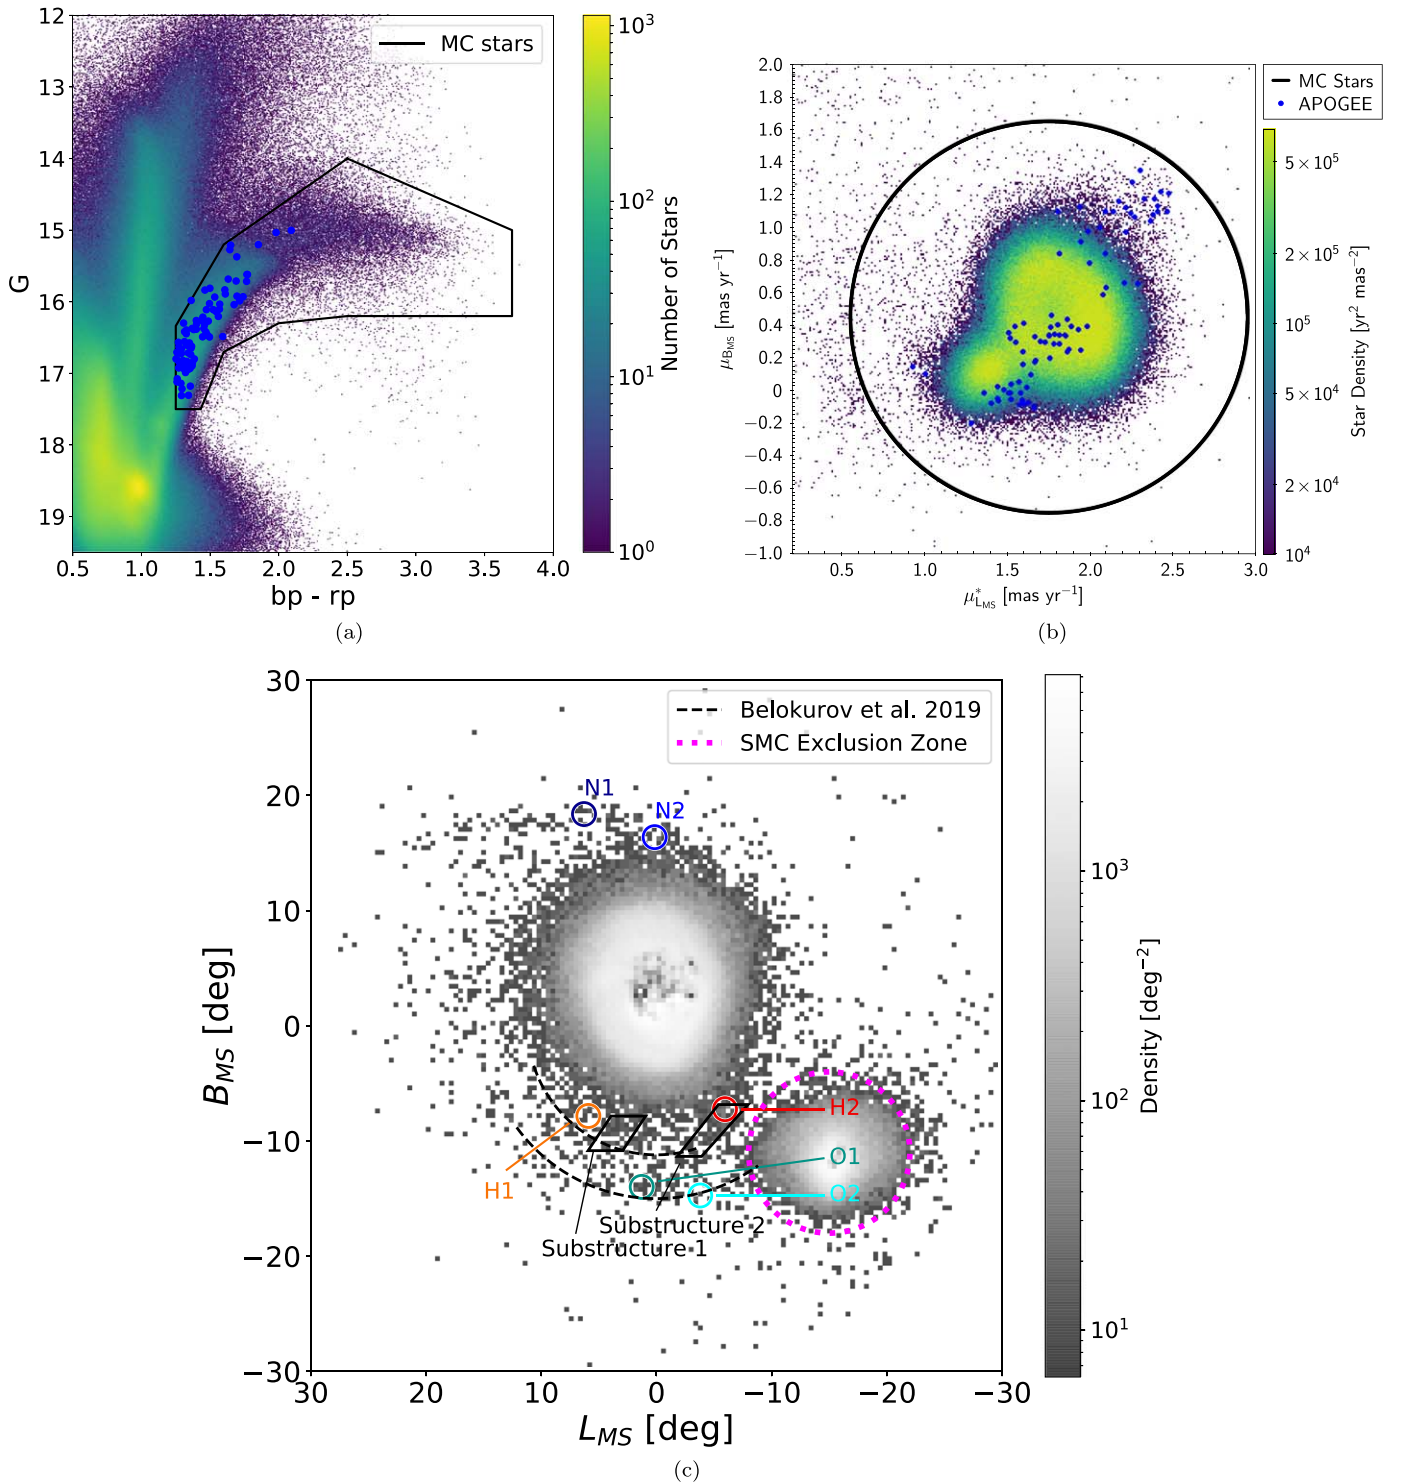 12
13
14
15
16
17
18
19
G
0.5 1.0 1.5 2.0 2.5 3.0 3.5 4.0
bp - rp
MC stars
10³
10²
10¹
10⁰
Number of Stars
(a)
2.0
1.8
1.6
1.4
1.2
1.0
0.8
0.6
0.4
0.2
0
−0.2
−0.4
−0.6
−0.8
−1.0
μ_B_MS [mas yr⁻¹]
0.5 1.0 1.5 2.0 2.5 3.0
μ*_L_MS [mas yr⁻¹]
MC Stars
APOGEE
5 × 10⁵
2 × 10⁵
10⁵
5 × 10⁴
2 × 10⁴
10⁴
Star Density [yr² mas⁻²]
(b)
30
20
10
0
−10
−20
−30
B_MS [deg]
30 20 10 0 −10 −20 −30
L_MS [deg]
Belokurov et al. 2019
SMC Exclusion Zone
N1
N2
H2
O1
H1
O2
Substructure 2
Substructure 1
10³
10²
10¹
Density [deg⁻²]
(c)